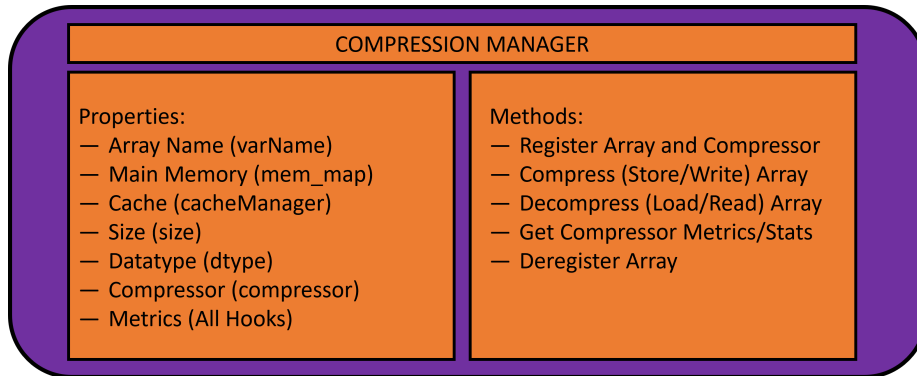 COMPRESSION MANAGER
Properties:
— Array Name (varName)
— Main Memory (mem_map)
— Cache (cacheManager)
— Size (size)
— Datatype (dtype)
— Compressor (compressor)
— Metrics (All Hooks)
Methods:
— Register Array and Compressor
— Compress (Store/Write) Array
— Decompress (Load/Read) Array
— Get Compressor Metrics/Stats
— Deregister Array